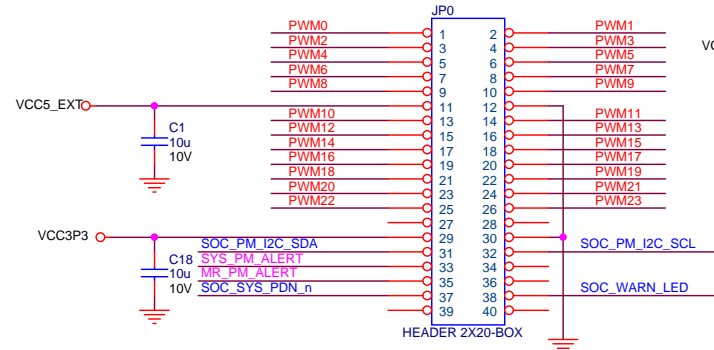 JP0
PWM0 1 2 PWM1
PWM2 3 4 PWM3
PWM4 5 6 PWM5
PWM6 7 8 PWM7
PWM8 9 10 PWM9
VCC5_EXT 11 12
PWM10 13 14 PWM11
C1
PWM12 15 16 PWM13
10u
PWM14 17 18 PWM15
10V
PWM16 19 20 PWM17
PWM18 21 22 PWM19
PWM20 23 24 PWM21
PWM22 25 26 PWM23
27 28
VCC3P3 29 30
SOC_PM_I2C_SDA 31 32 SOC_PM_I2C_SCL
C18 SYS_PM_ALERT 33 34
10u MR_PM_ALERT 35 36
10V SOC_SYS_PDN_n 37 38 SOC_WARN_LED
39 40
HEADER 2X20-BOX